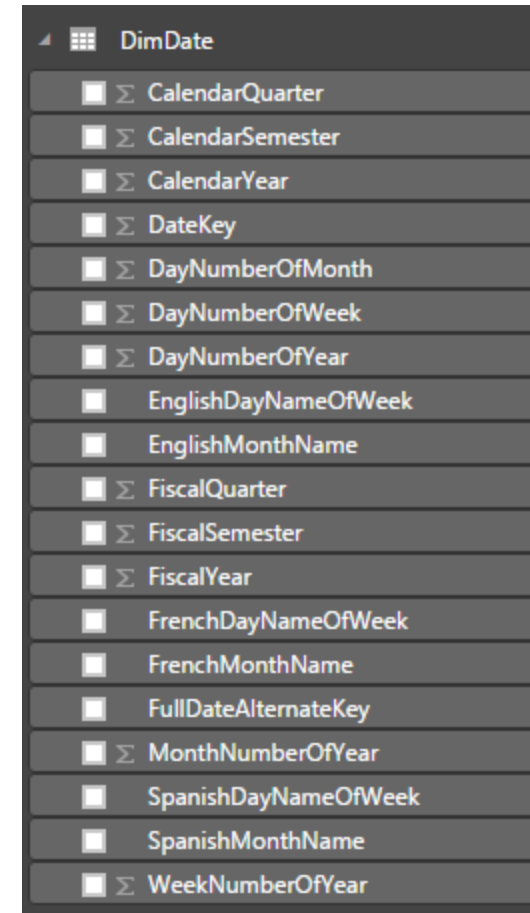 DimDate
Σ CalendarQuarter
Σ CalendarSemester
Σ CalendarYear
Σ DateKey
Σ DayNumberOfMonth
Σ DayNumberOfWeek
Σ DayNumberOfYear
EnglishDayNameOfWeek
EnglishMonthName
Σ FiscalQuarter
Σ FiscalSemester
Σ FiscalYear
FrenchDayNameOfWeek
FrenchMonthName
FullDateAlternateKey
Σ MonthNumberOfYear
SpanishDayNameOfWeek
SpanishMonthName
Σ WeekNumberOfYear